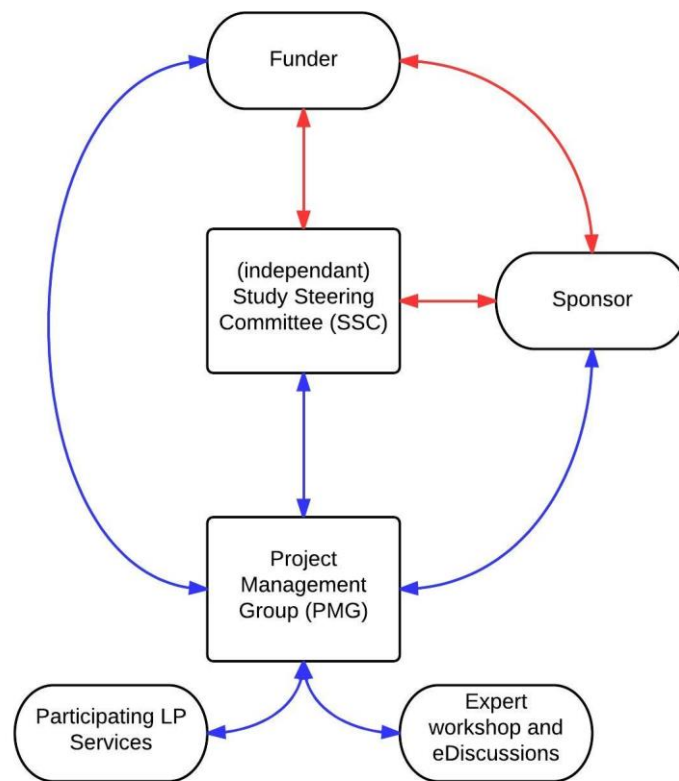 Funder
(independant)
Study Steering
Committee (SSC)
Sponsor
Project
Management
Group (PMG)
Participating LP
Services
Expert
workshop and
eDiscussions